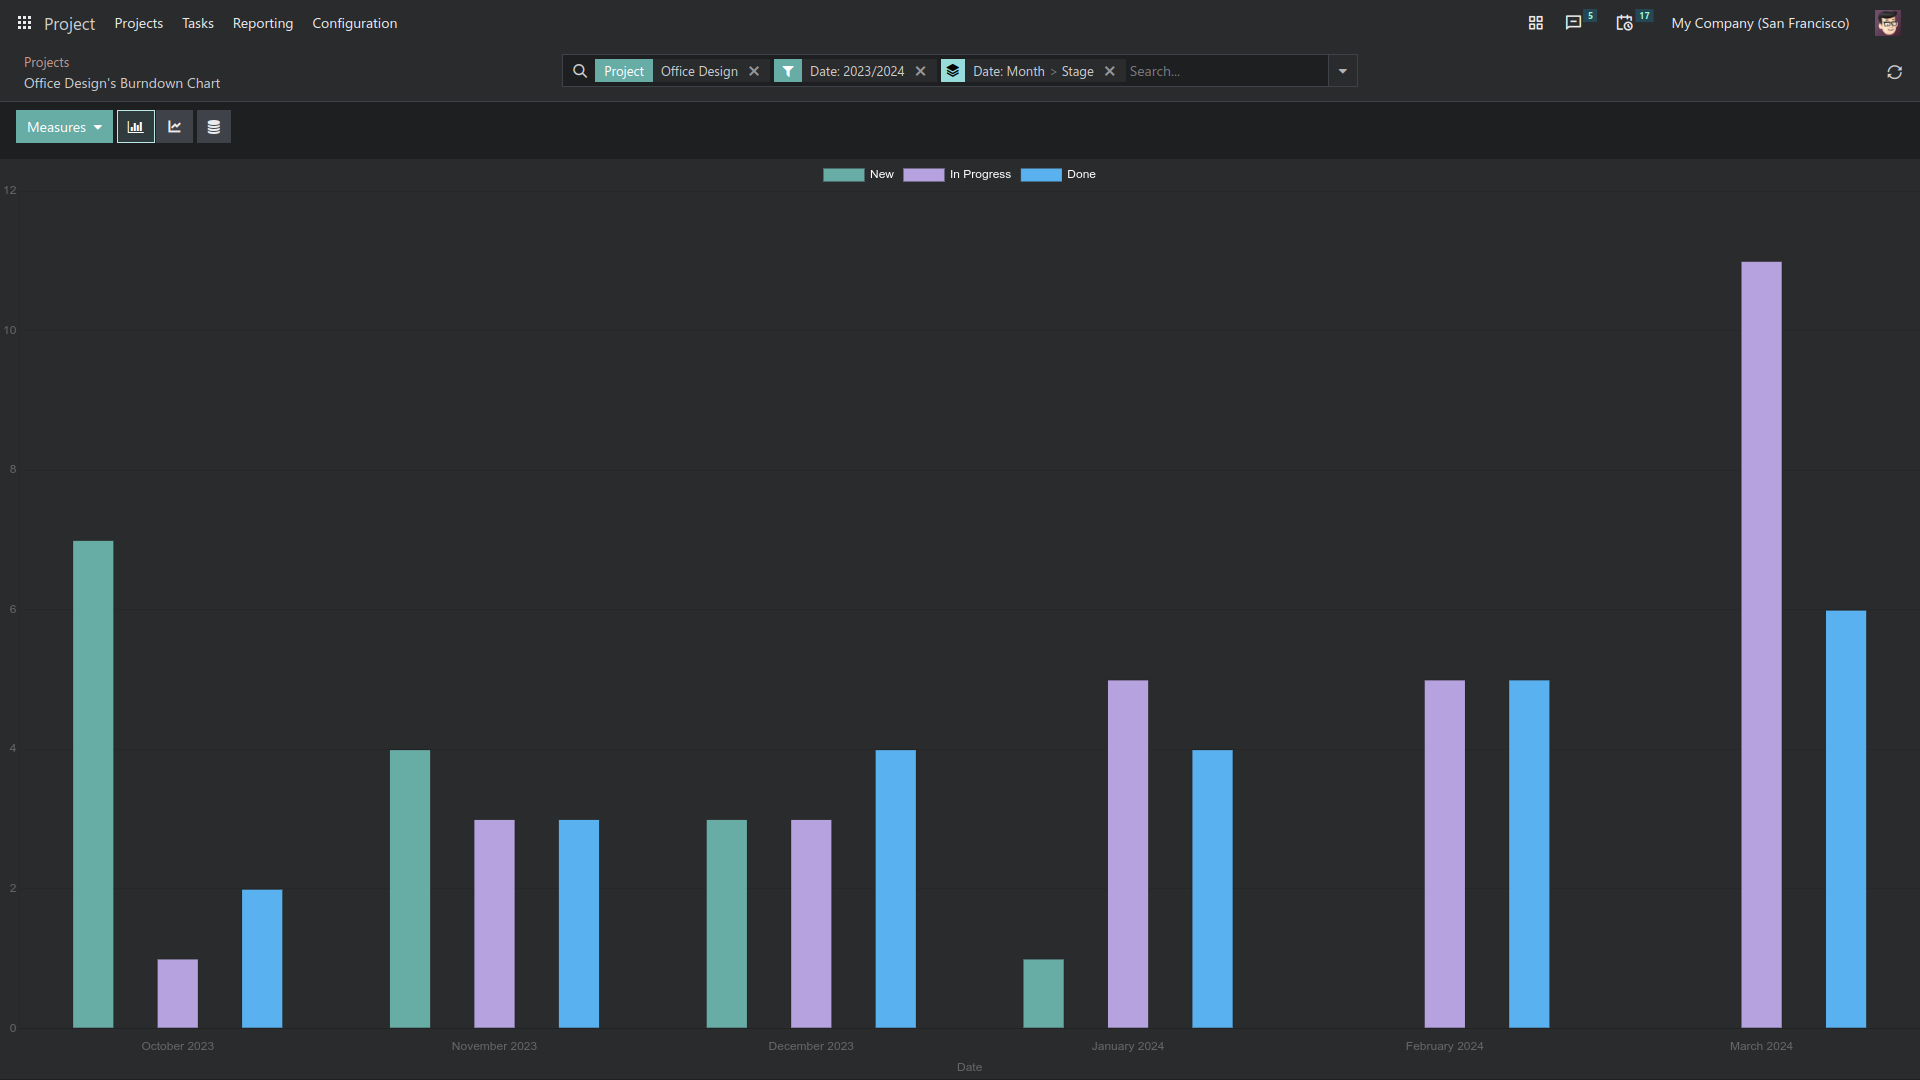 Project Projects Tasks Reporting Configuration 5 17 My Company (San Francisco)
Projects
Office Design's Burndown Chart
Project Office Design Date: 2023/2024 Date: Month > Stage Search...
Measures
New In Progress Done
12
10
8
6
4
2
0
October 2023 November 2023 December 2023 January 2024 February 2024 March 2024
Date